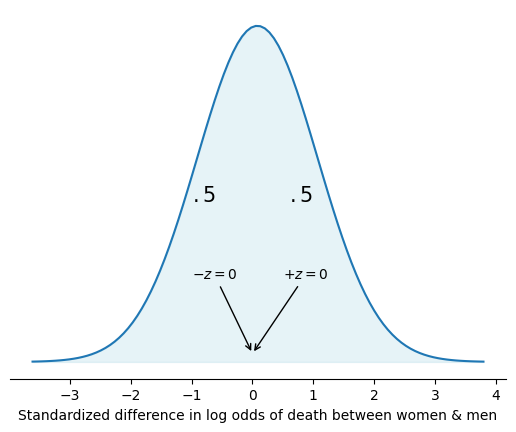 .5 .5
−z = 0 +z = 0
−3 −2 −1 0 1 2 3 4
Standardized difference in log odds of death between women & men